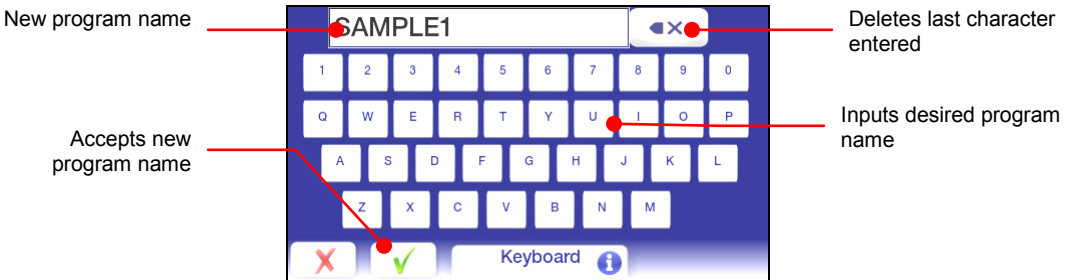 New program name
SAMPLE1
Deletes last character
entered
1 2 3 4 5 6 7 8 9 0
Q W E R T Y U I O P
Inputs desired program
name
Accepts new
program name
A S D F G H J K L
Z X C V B N M
Keyboard i